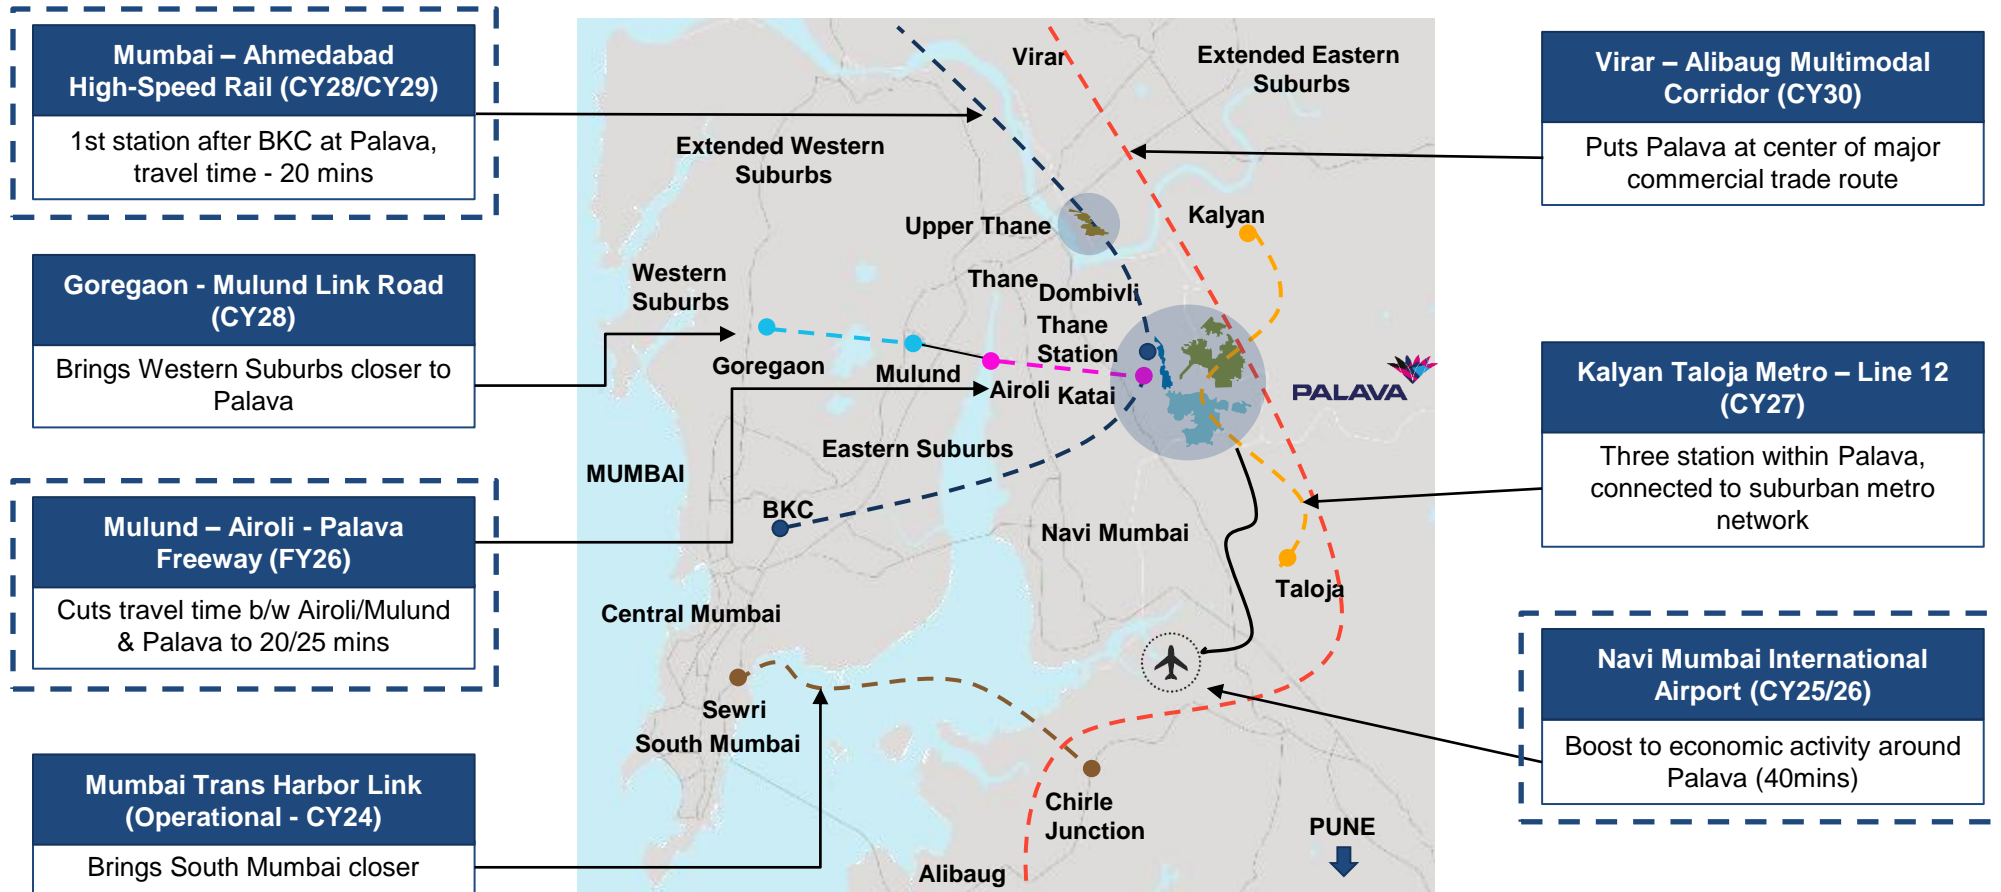 Mumbai – Ahmedabad
High-Speed Rail (CY28/CY29)
1st station after BKC at Palava,
travel time - 20 mins
Goregaon - Mulund Link Road
(CY28)
Brings Western Suburbs closer to
Palava
Mulund – Airoli - Palava
Freeway (FY26)
Cuts travel time b/w Airoli/Mulund
& Palava to 20/25 mins
Mumbai Trans Harbor Link
(Operational - CY24)
Brings South Mumbai closer
Virar
Extended Eastern
Suburbs
Extended Western
Suburbs
Upper Thane
Kalyan
Western
Suburbs
Thane
Dombivli
Thane
Station
Goregaon
Mulund
Airoli
Katai
PALAVA
Eastern Suburbs
MUMBAI
BKC
Navi Mumbai
Taloja
Central Mumbai
Sewri
South Mumbai
Chirle
Junction
PUNE
Alibaug
Virar – Alibaug Multimodal
Corridor (CY30)
Puts Palava at center of major
commercial trade route
Kalyan Taloja Metro – Line 12
(CY27)
Three station within Palava,
connected to suburban metro
network
Navi Mumbai International
Airport (CY25/26)
Boost to economic activity around
Palava (40mins)